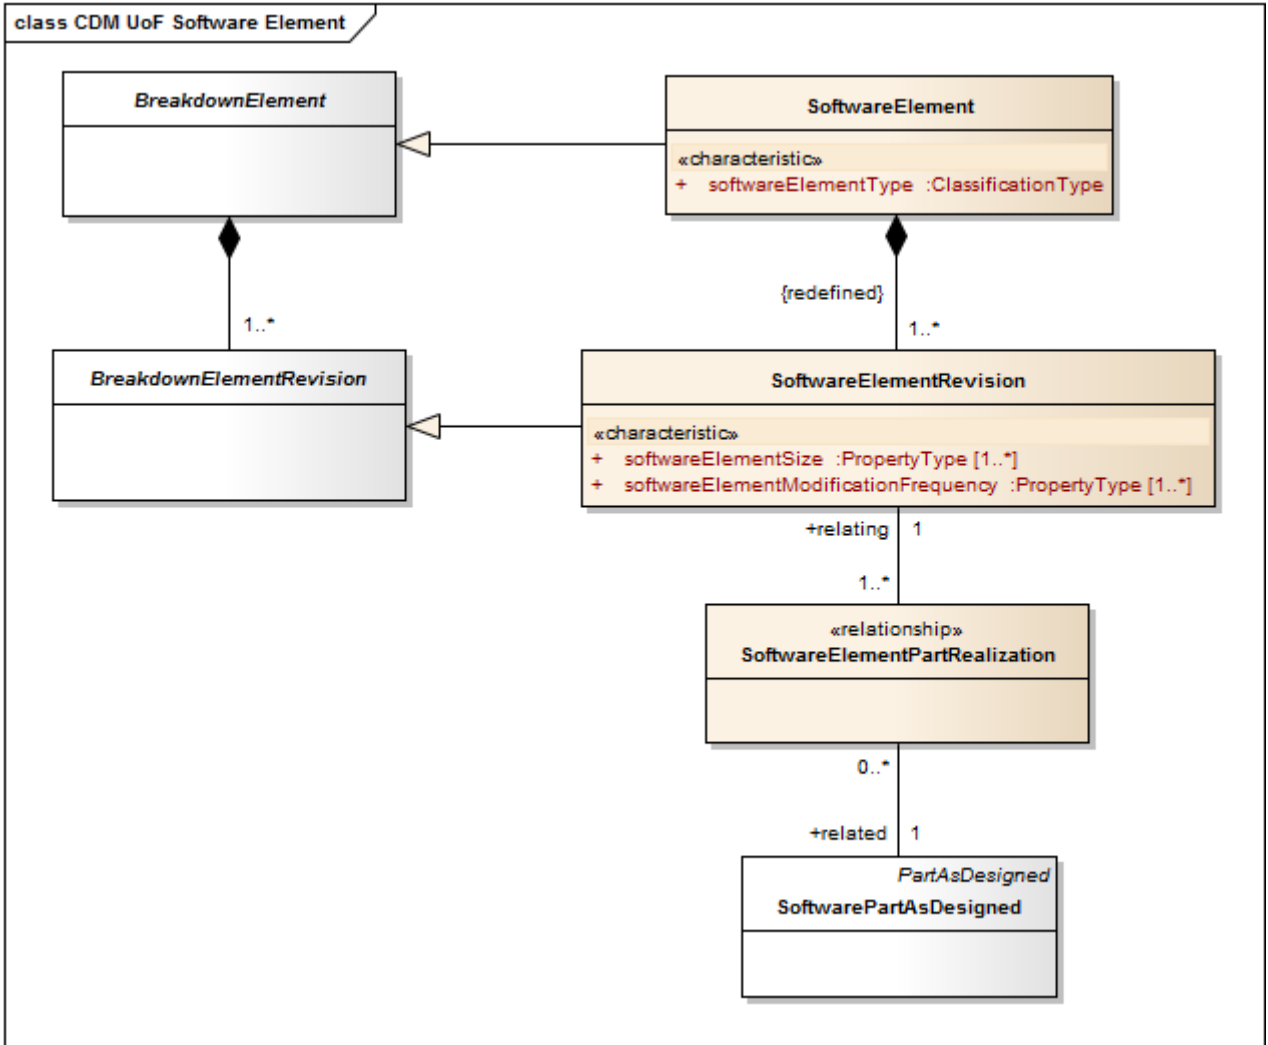 class CDM UoF Software Element
BreakdownElement
SoftwareElement
«characteristic»
+ softwareElementType :ClassificationType
{redefined}
1..*
1..*
BreakdownElementRevision
SoftwareElementRevision
«characteristic»
+ softwareElementSize :PropertyType [1..*]
+ softwareElementModificationFrequency :PropertyType [1..*]
+relating 1
1..*
«relationship»
SoftwareElementPartRealization
0..*
+related 1
PartAsDesigned
SoftwarePartAsDesigned